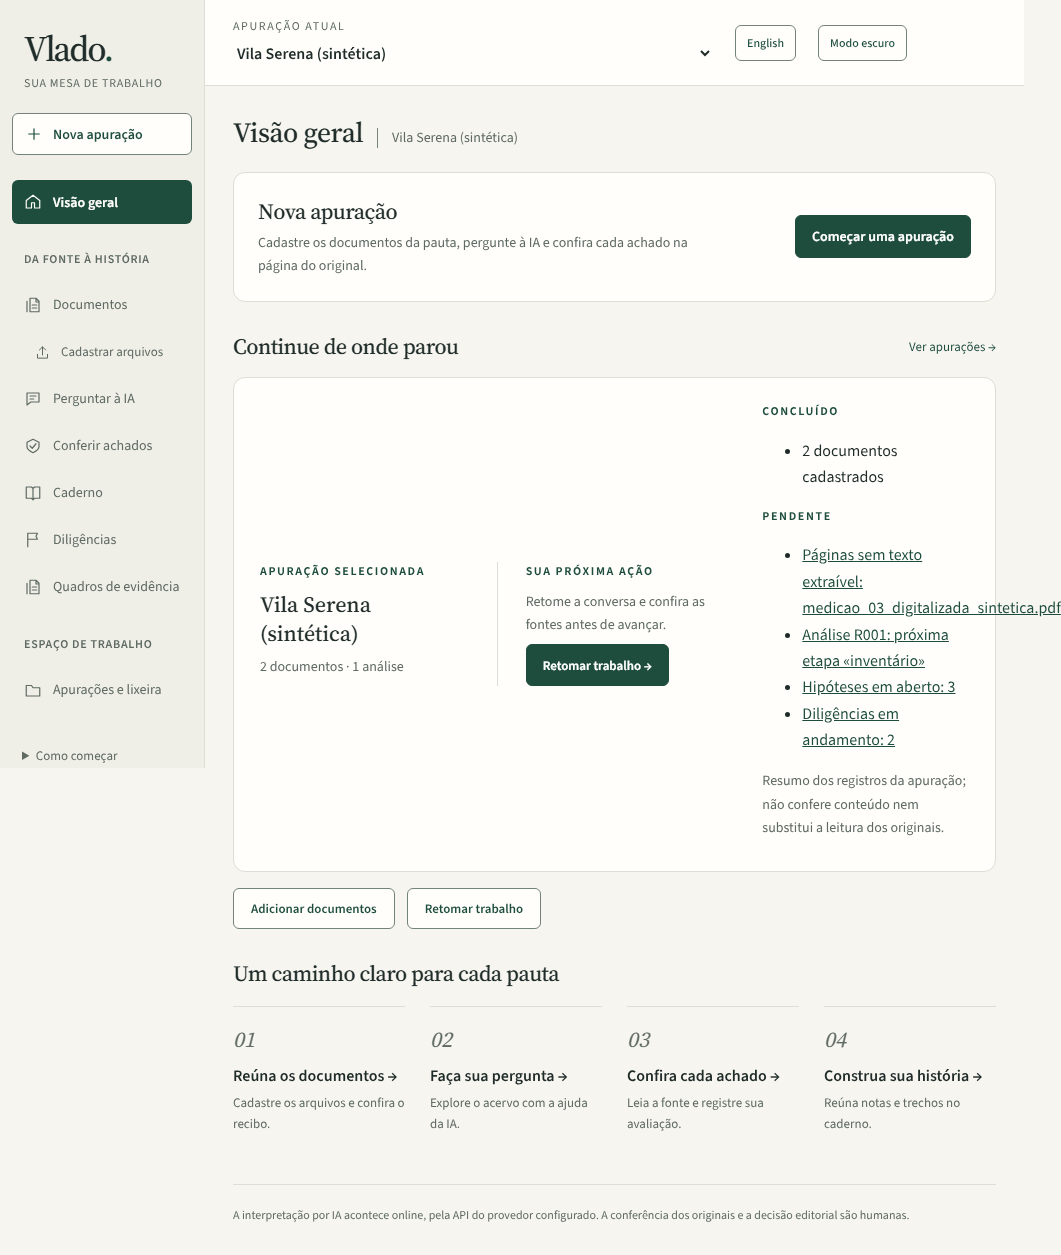 Vlado.
SUA MESA DE TRABALHO
Nova apuração
Visão geral
DA FONTE À HISTÓRIA
Documentos
Cadastrar arquivos
Perguntar à IA
Conferir achados
Caderno
Diligências
Quadros de evidência
ESPAÇO DE TRABALHO
Apurações e lixeira
Como começar
APURAÇÃO ATUAL
Vila Serena (sintética)
English
Modo escuro
Visão geral
Vila Serena (sintética)
Nova apuração
Cadastre os documentos da pauta, pergunte à IA e confira cada achado na
página do original.
Começar uma apuração
Continue de onde parou
Ver apurações →
APURAÇÃO SELECIONADA
Vila Serena
(sintética)
2 documentos · 1 análise
SUA PRÓXIMA AÇÃO
Retome a conversa e confira as
fontes antes de avançar.
Retomar trabalho →
CONCLUÍDO
2 documentos
cadastrados
PENDENTE
Páginas sem texto
extraível:
medicao_03_digitalizada_sintetica.pdf
Análise R001: próxima
etapa «inventário»
Hipóteses em aberto: 3
Diligências em
andamento: 2
Resumo dos registros da apuração;
não confere conteúdo nem
substitui a leitura dos originais.
Adicionar documentos
Retomar trabalho
Um caminho claro para cada pauta
01
Reúna os documentos →
Cadastre os arquivos e confira o
recibo.
02
Faça sua pergunta →
Explore o acervo com a ajuda
da IA.
03
Confira cada achado →
Leia a fonte e registre sua
avaliação.
04
Construa sua história →
Reúna notas e trechos no
caderno.
A interpretação por IA acontece online, pela API do provedor configurado. A conferência dos originais e a decisão editorial são humanas.